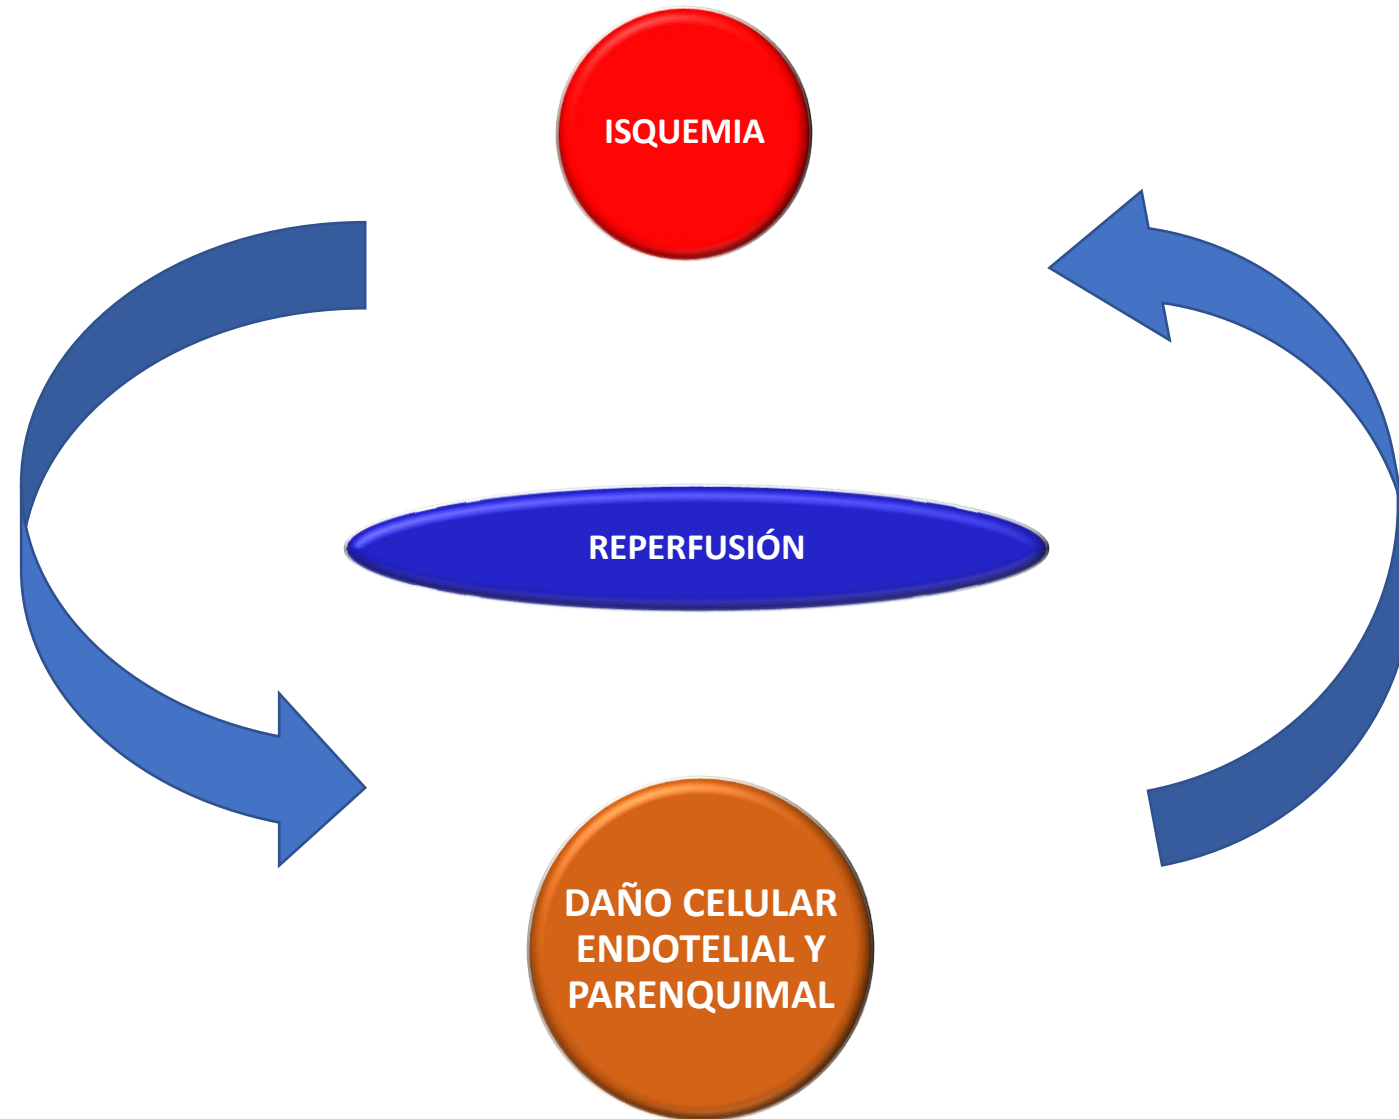 ISQUEMIA
REPERFUSIÓN
DAÑO CELULAR
ENDOTELIAL Y
PARENQUIMAL